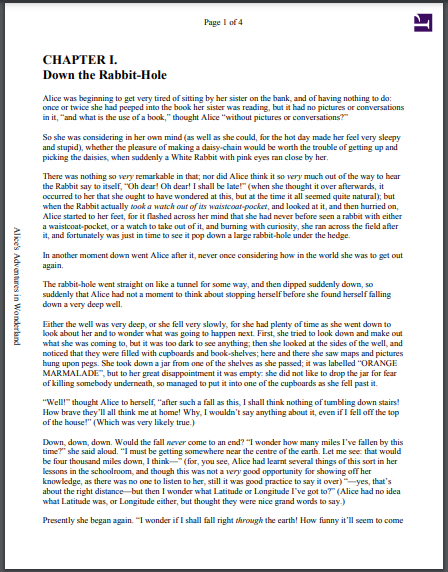 Page 1 of 4
CHAPTER I.
Down the Rabbit-Hole
Alice was beginning to get very tired of sitting by her sister on the bank, and of having nothing to do:
once or twice she had peeped into the book her sister was reading, but it had no pictures or conversations
in it, “and what is the use of a book,” thought Alice “without pictures or conversations?”
So she was considering in her own mind (as well as she could, for the hot day made her feel very sleepy
and stupid), whether the pleasure of making a daisy-chain would be worth the trouble of getting up and
picking the daisies, when suddenly a White Rabbit with pink eyes ran close by her.
There was nothing so very remarkable in that; nor did Alice think it so very much out of the way to hear
the Rabbit say to itself, “Oh dear! Oh dear! I shall be late!” (when she thought it over afterwards, it
occurred to her that she ought to have wondered at this, but at the time it all seemed quite natural); but
when the Rabbit actually took a watch out of its waistcoat-pocket, and looked at it, and then hurried on,
Alice started to her feet, for it flashed across her mind that she had never before seen a rabbit with either
a waistcoat-pocket, or a watch to take out of it, and burning with curiosity, she ran across the field after
it, and fortunately was just in time to see it pop down a large rabbit-hole under the hedge.
In another moment down went Alice after it, never once considering how in the world she was to get out
again.
The rabbit-hole went straight on like a tunnel for some way, and then dipped suddenly down, so
suddenly that Alice had not a moment to think about stopping herself before she found herself falling
down a very deep well.
Either the well was very deep, or she fell very slowly, for she had plenty of time as she went down to
look about her and to wonder what was going to happen next. First, she tried to look down and make out
what she was coming to, but it was too dark to see anything; then she looked at the sides of the well, and
noticed that they were filled with cupboards and book-shelves; here and there she saw maps and pictures
hung upon pegs. She took down a jar from one of the shelves as she passed; it was labelled “ORANGE
MARMALADE”, but to her great disappointment it was empty: she did not like to drop the jar for fear
of killing somebody underneath, so managed to put it into one of the cupboards as she fell past it.
“Well!” thought Alice to herself, “after such a fall as this, I shall think nothing of tumbling down stairs!
How brave they’ll all think me at home! Why, I wouldn’t say anything about it, even if I fell off the top
of the house!” (Which was very likely true.)
Down, down, down. Would the fall never come to an end? “I wonder how many miles I’ve fallen by this
time?” she said aloud. “I must be getting somewhere near the centre of the earth. Let me see: that would
be four thousand miles down, I think—” (for, you see, Alice had learnt several things of this sort in her
lessons in the schoolroom, and though this was not a very good opportunity for showing off her
knowledge, as there was no one to listen to her, still it was good practice to say it over) “—yes, that’s
about the right distance—but then I wonder what Latitude or Longitude I’ve got to?” (Alice had no idea
what Latitude was, or Longitude either, but thought they were nice grand words to say.)
Presently she began again. “I wonder if I shall fall right through the earth! How funny it’ll seem to come
Alice's Adventures in Wonderland